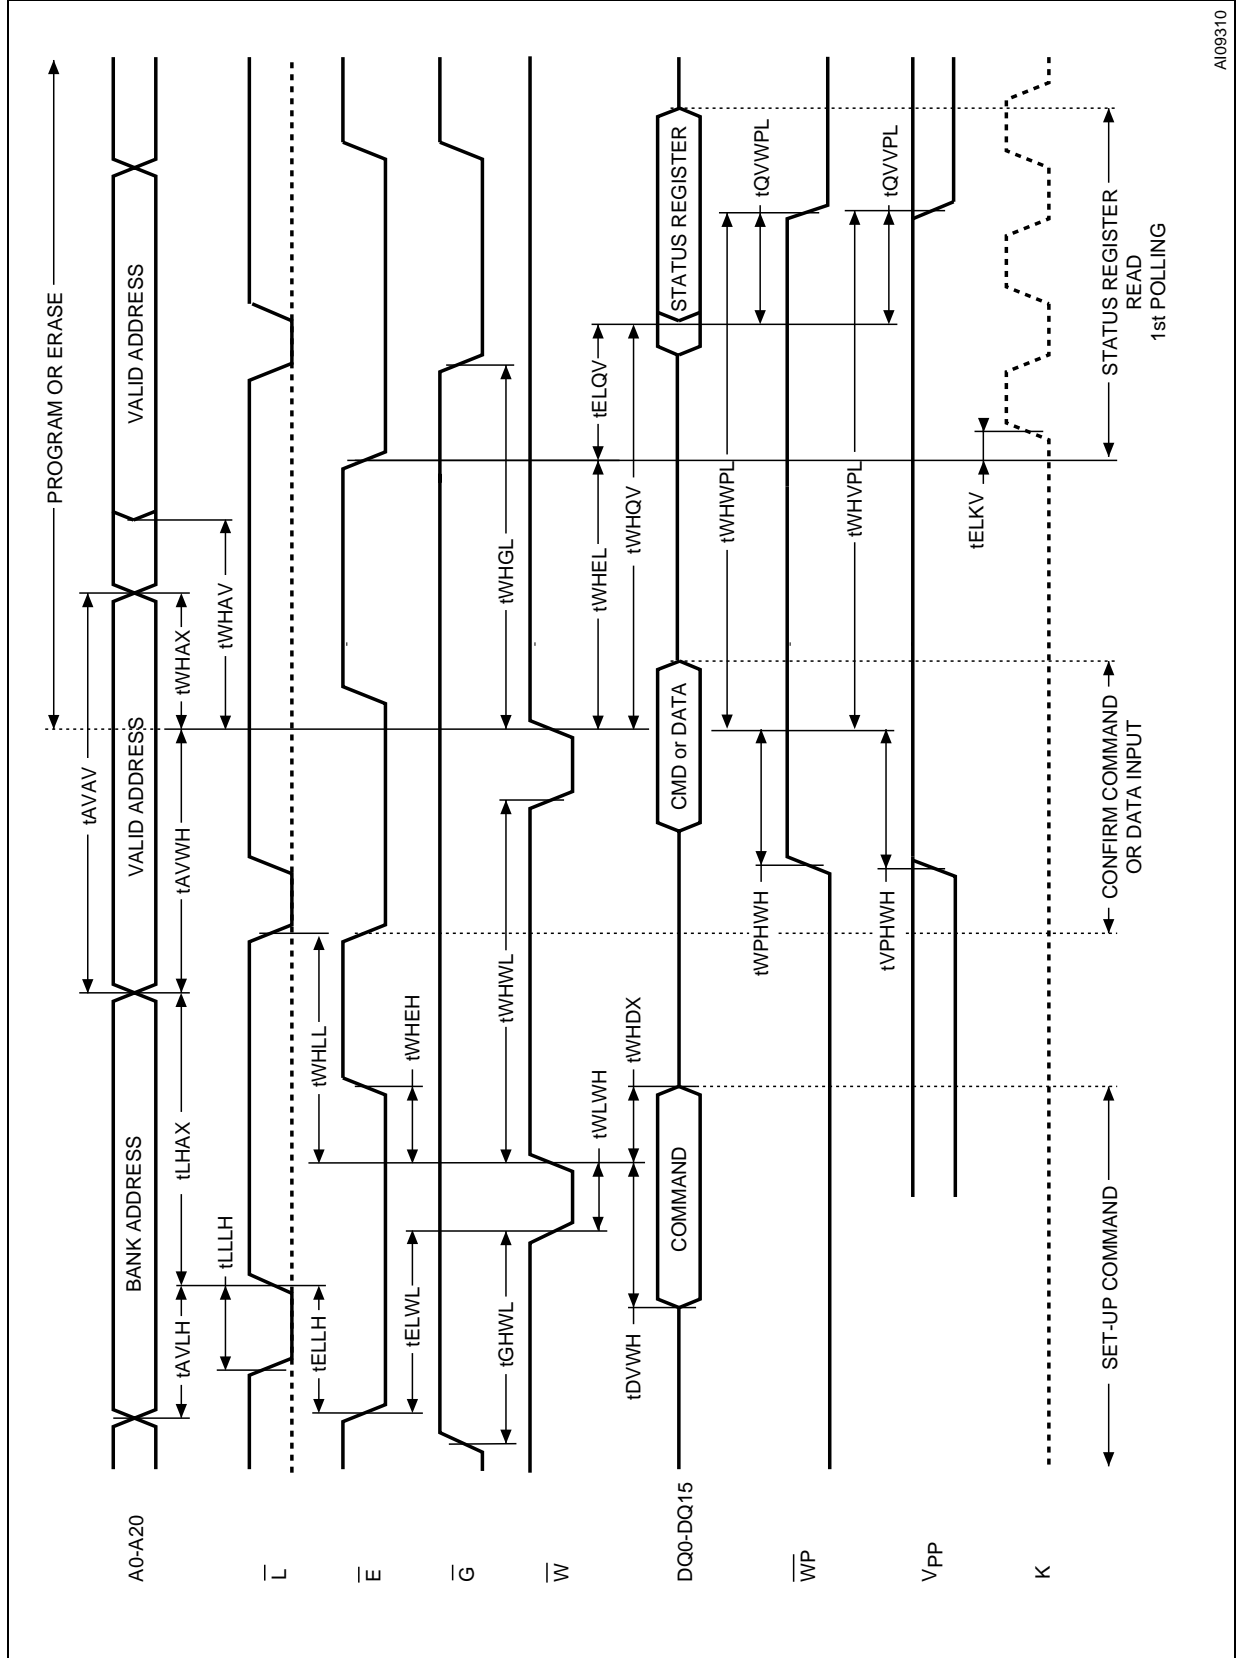 PROGRAM OR ERASE
tAVAV
A0-A20
BANK ADDRESS
VALID ADDRESS
VALID ADDRESS
tAVLH
tLHAX
tAVWH
tWHAX
tLLLH
tWHAV
L
tELLH
tWHLL
E
tELWL
tWHEH
G
tGHWL
tWHWL
tWHGL
W
tWLWH
tWHEL
tELQV
tDVWH
tWHDX
tWHQV
DQ0-DQ15
COMMAND
CMD or DATA
STATUS REGISTER
tWHWPL
tWPHWH
tQVWPL
WP
tWHVPL
tVPHWH
tQVVPL
VPP
tELKV
K
SET-UP COMMAND
CONFIRM COMMAND
OR DATA INPUT
STATUS REGISTER
READ
1st POLLING
AI09310